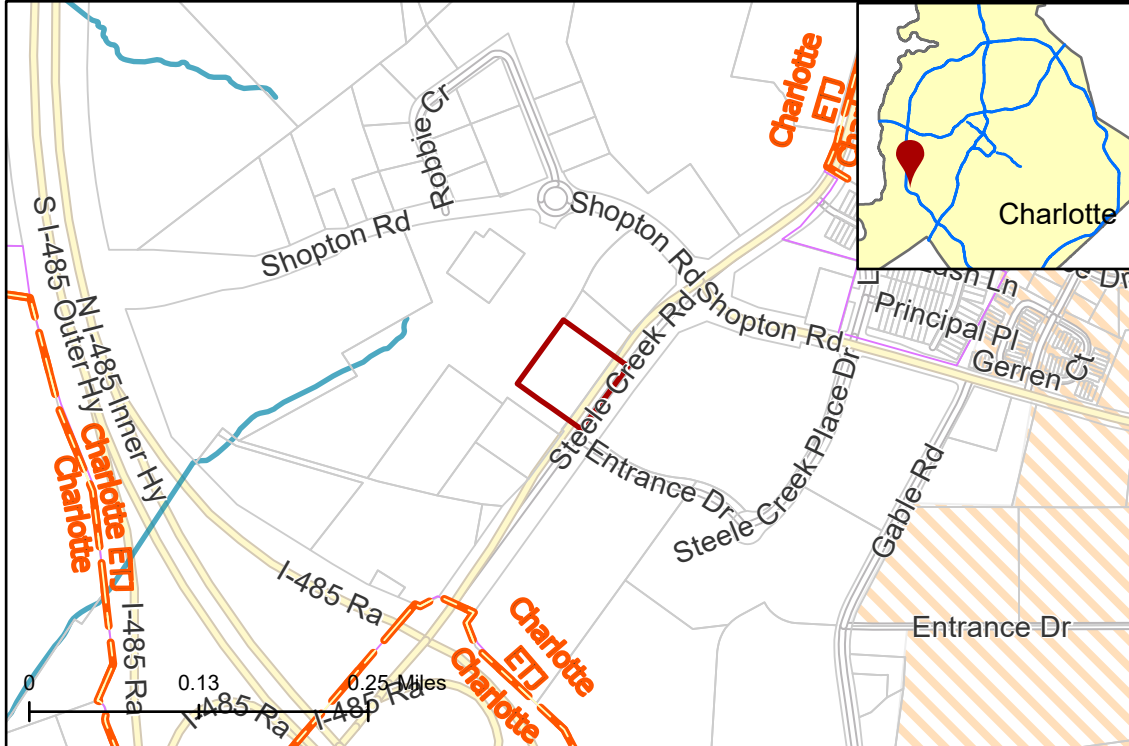 Charlotte
ETJ
Robbie Cr
Shopton Rd
Shopton Rd
Charlotte
S I-485 Outer Hy
N I-485 Inner Hy
Steele Creek Rd
Shopton Rd
Principal Pl
Gerren
Ct
Steele Creek Place Dr
Entrance Dr
Steele Creek
Gable Rd
Charlotte ETJ
Charlotte
I-485 Ra
I-485 Ra
Charlotte
ETJ
Charlotte
Entrance Dr
0 0.13 0.25 Miles
I-485 Ra
I-485 Ra